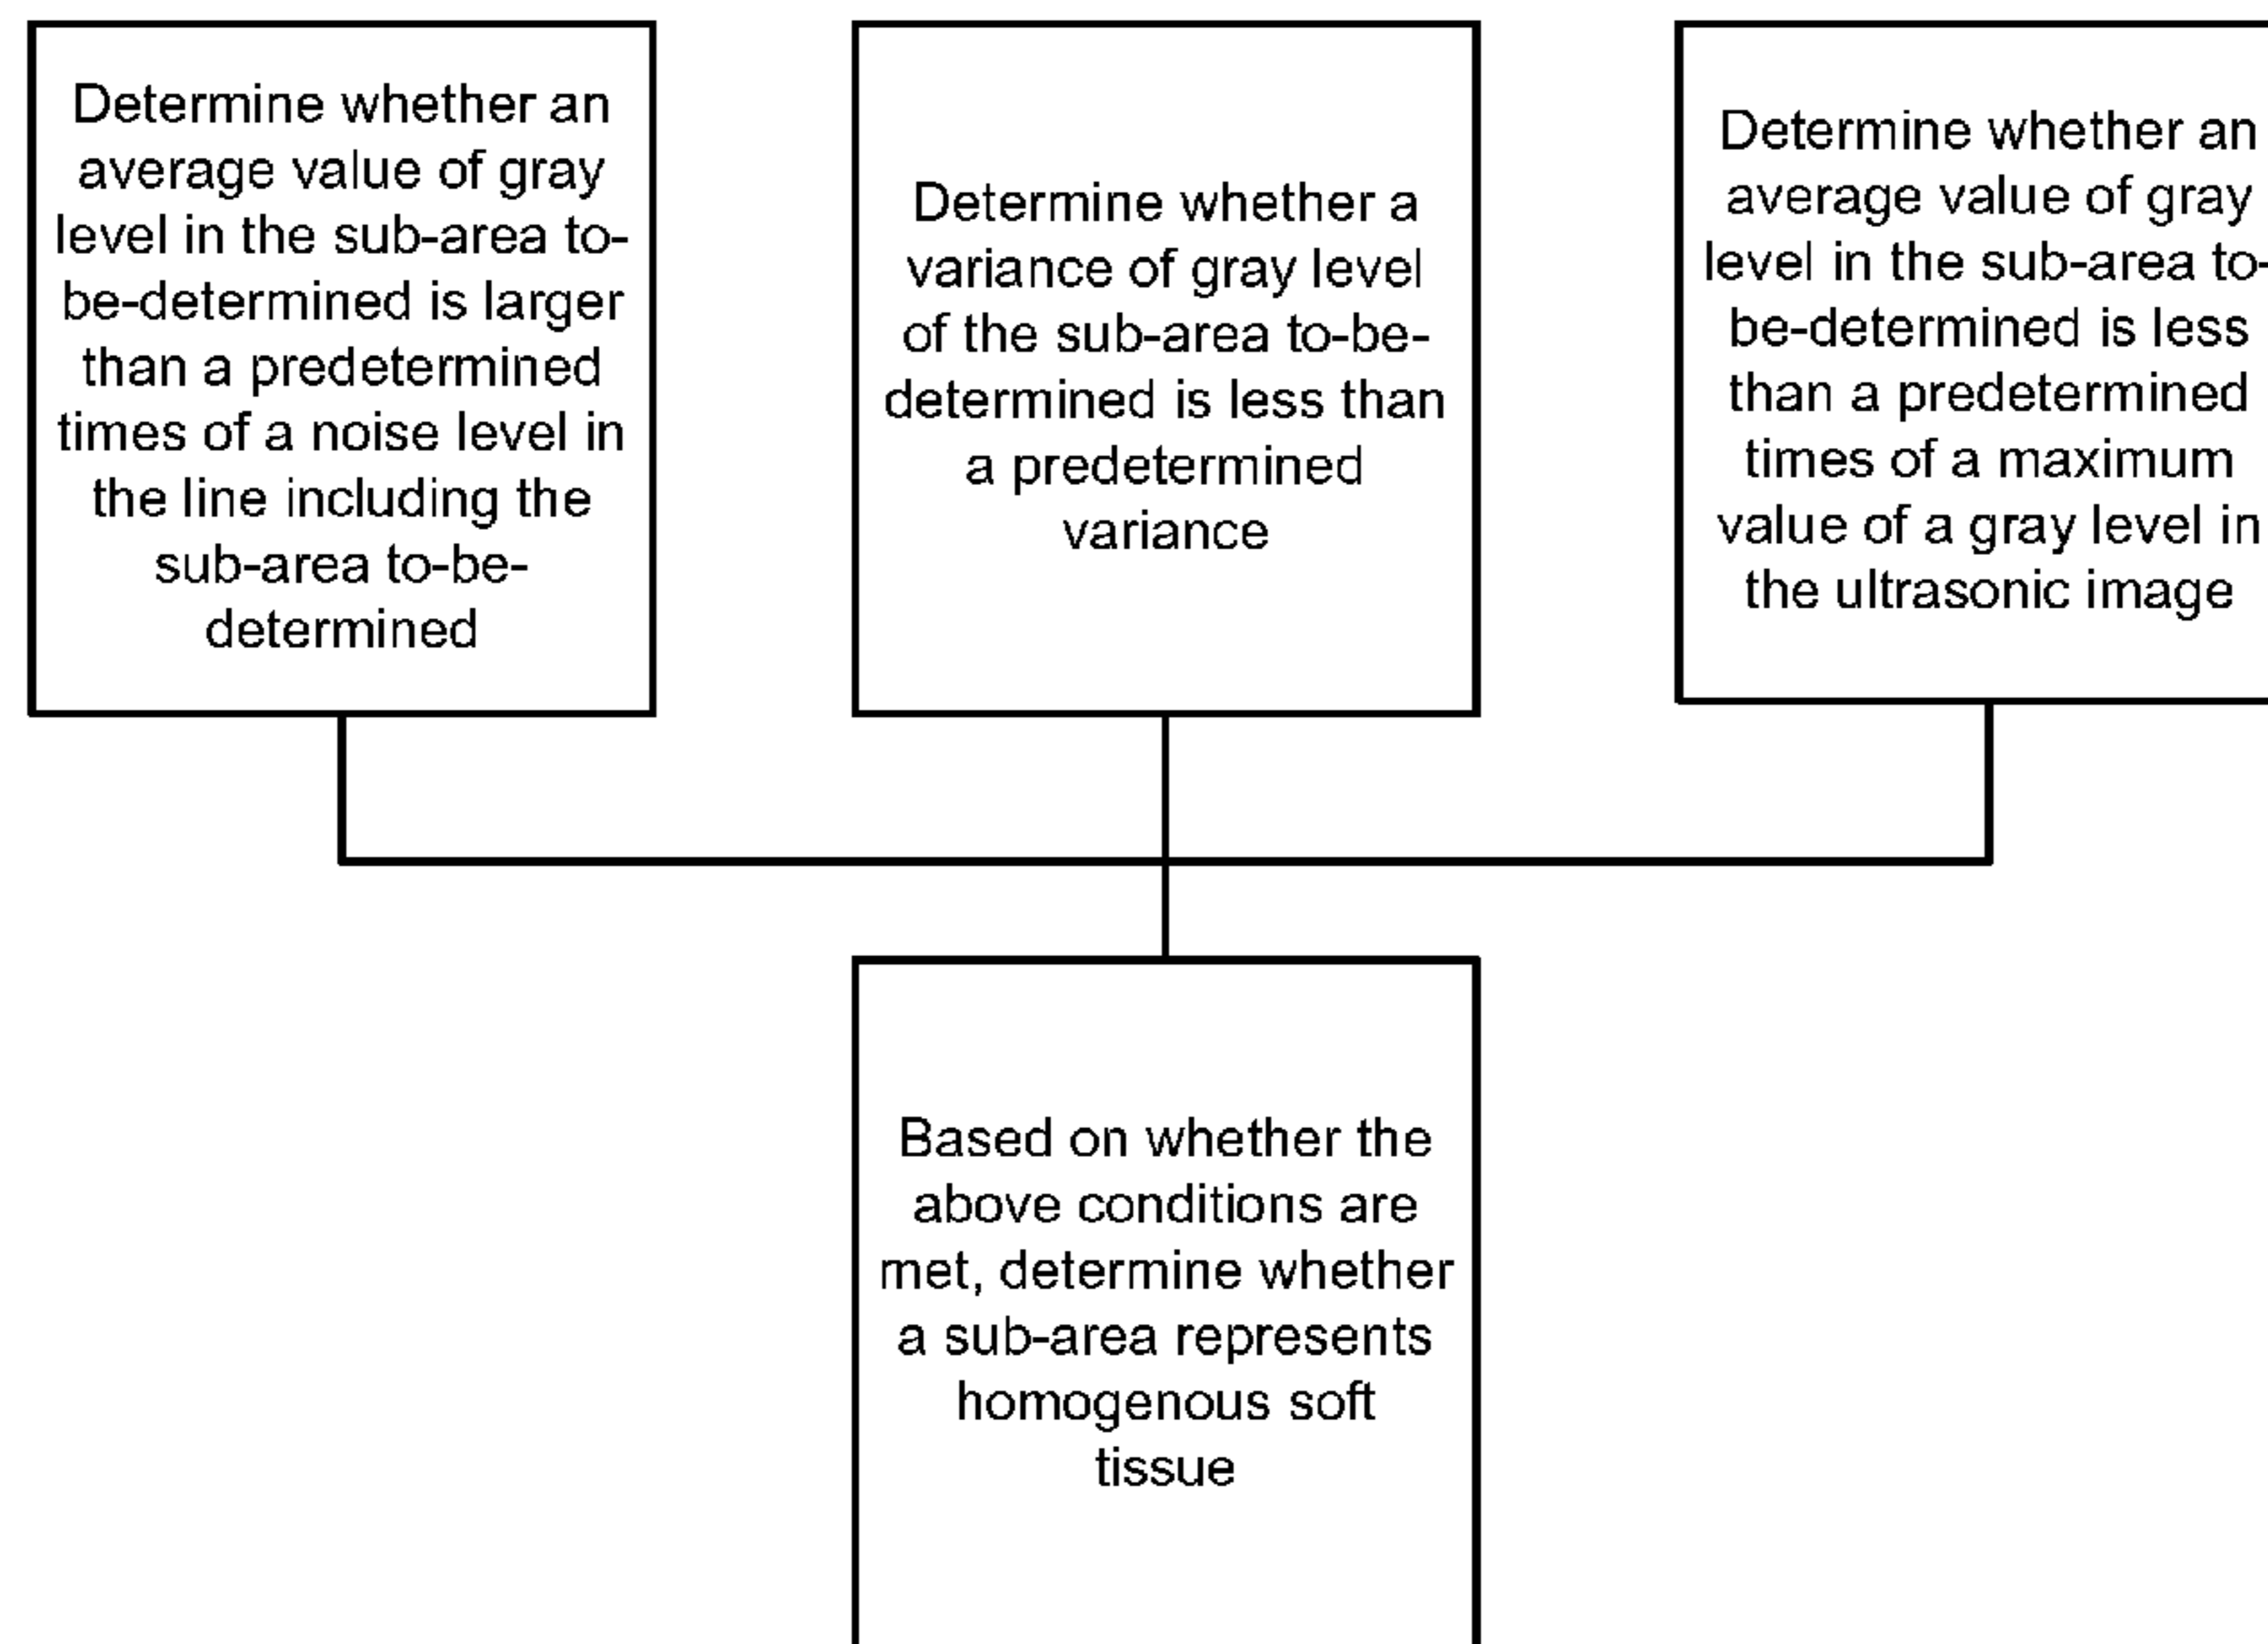 Determine whether an
average value of gray
level in the sub-area to-
be-determined is larger
than a predetermined
times of a noise level in
the line including the
sub-area to-be-
determined
Determine whether a
variance of gray level
of the sub-area to-be-
determined is less than
a predetermined
variance
Determine whether an
average value of gray
level in the sub-area to-
be-determined is less
than a predetermined
times of a maximum
value of a gray level in
the ultrasonic image
Based on whether the
above conditions are
met, determine whether
a sub-area represents
homogenous soft
tissue